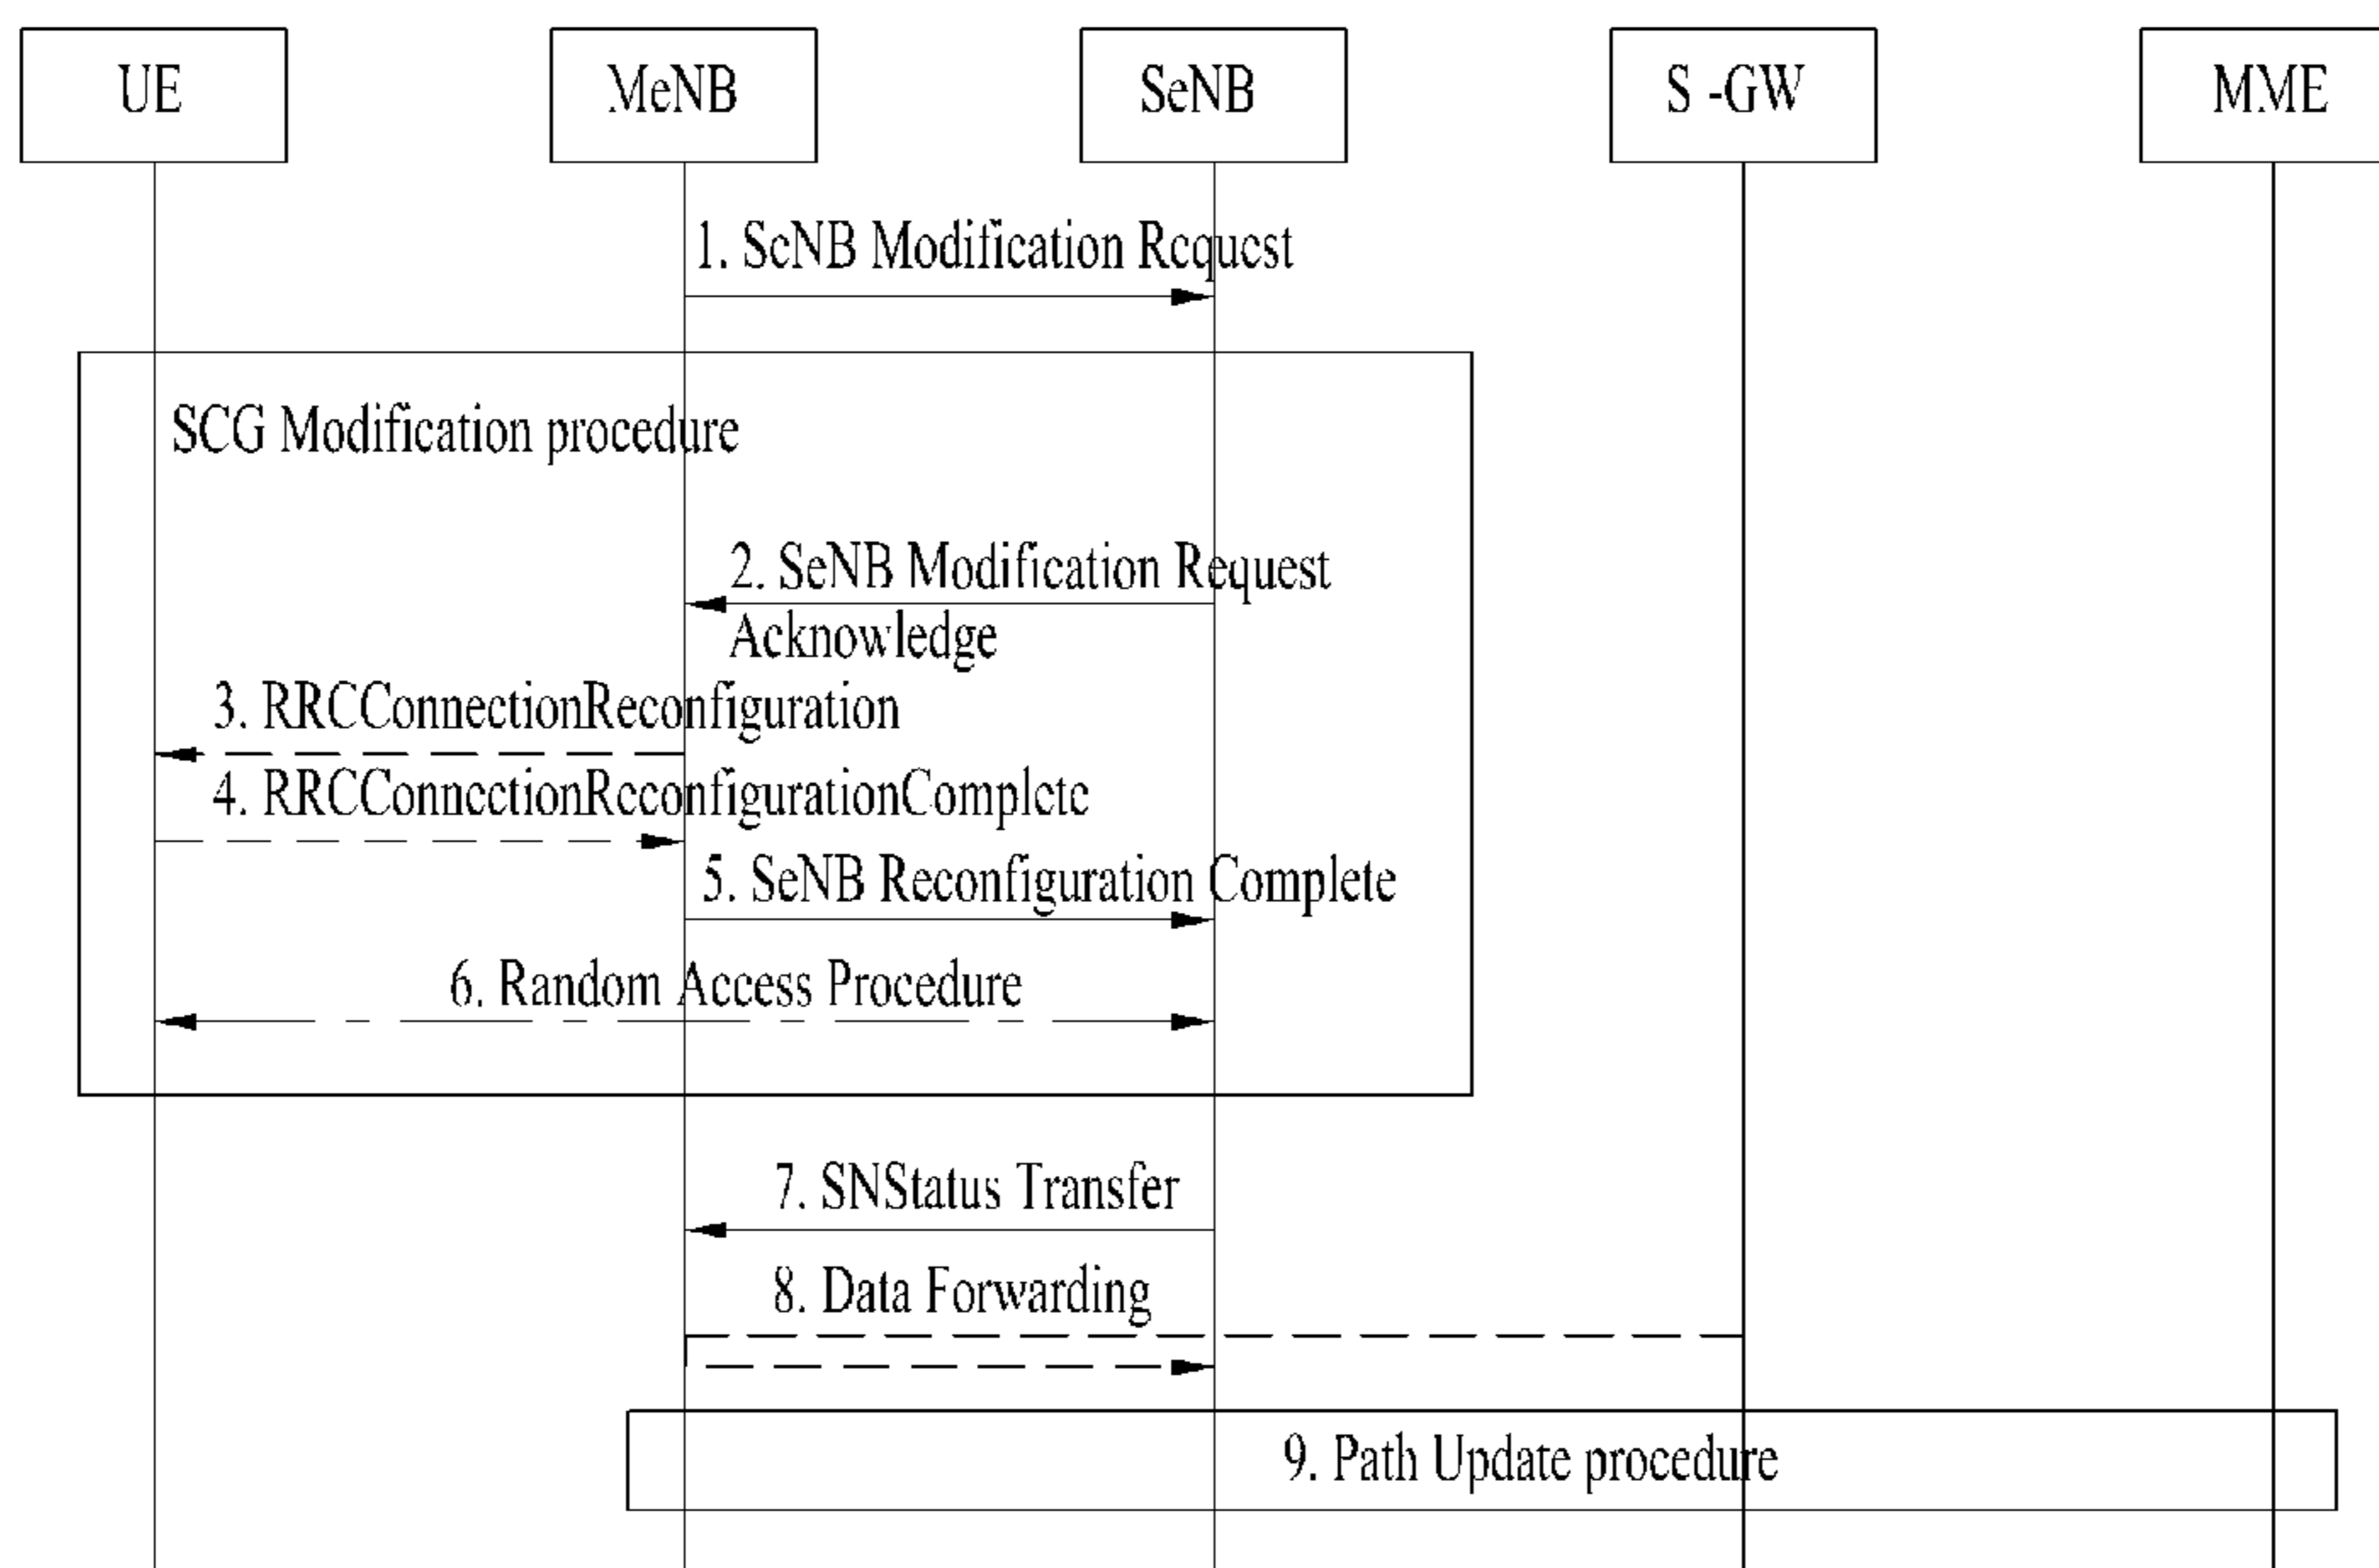 UE
MeNB
SeNB
S -GW
MME
1. SeNB Modification Request
SCG Modification procedure
2. SeNB Modification Request
Acknowledge
3. RRCConnectionReconfiguration
4. RRCConnectionReconfigurationComplete
5. SeNB Reconfiguration Complete
6. Random Access Procedure
7. SNStatus Transfer
8. Data Forwarding
9. Path Update procedure